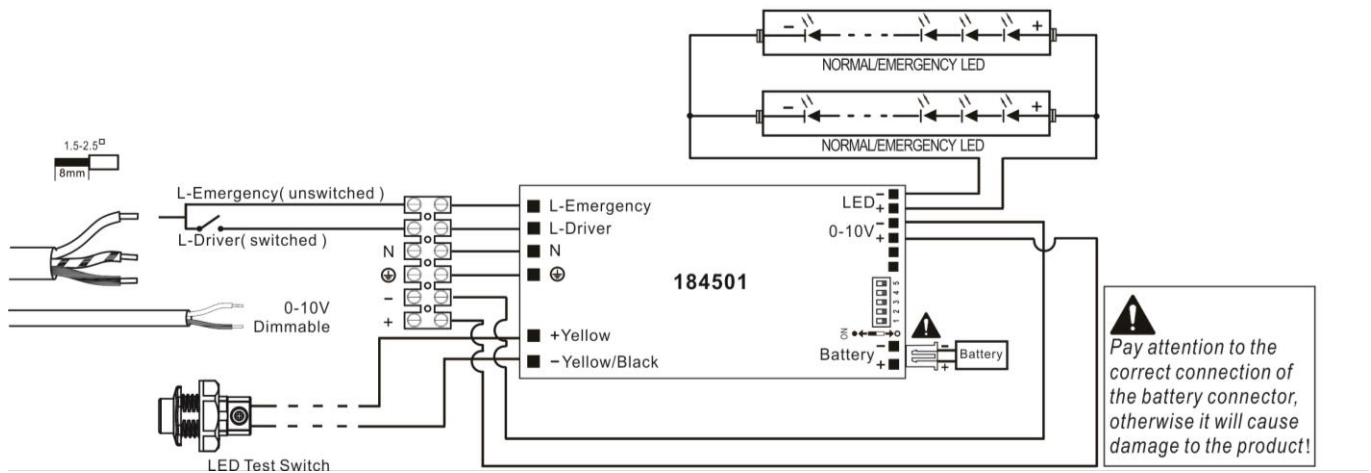 NORMAL/EMERGENCY LED
NORMAL/EMERGENCY LED
1.5-2.5□
8mm
L-Emergency( unswitched )
L-Driver( switched )
N
⏚
−
+
0-10V
Dimmable
LED Test Switch
L-Emergency
L-Driver
N
⏚
+Yellow
−Yellow/Black
184501
LED
−
+
0-10V
−
+
1 2 3 4 5
ON
Battery
−
+
−
+
Battery
Pay attention to the
correct connection of
the battery connector,
otherwise it will cause
damage to the product!